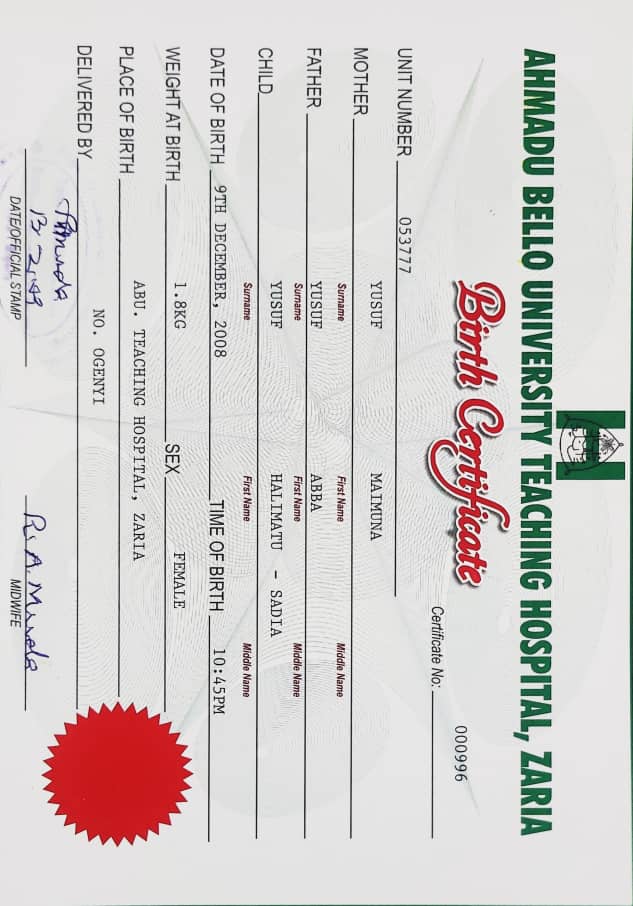 AHMADU BELLO UNIVERSITY TEACHING HOSPITAL, ZARIA
Birth Certificate
Certificate No: 000996
UNIT NUMBER 053777
MOTHER YUSUF MAIMUNA
Surname First Name Middle Name
FATHER YUSUF ABBA
Surname First Name Middle Name
CHILD YUSUF HALIMATU - SADIA
Surname First Name Middle Name
DATE OF BIRTH 9TH DECEMBER, 2008 TIME OF BIRTH 10:45PM
WEIGHT AT BIRTH 1.8KG SEX FEMALE
PLACE OF BIRTH ABU. TEACHING HOSPITAL, ZARIA
DELIVERED BY NO. OGENYI
R. A.
DATE/OFFICIAL STAMP MIDWIFE